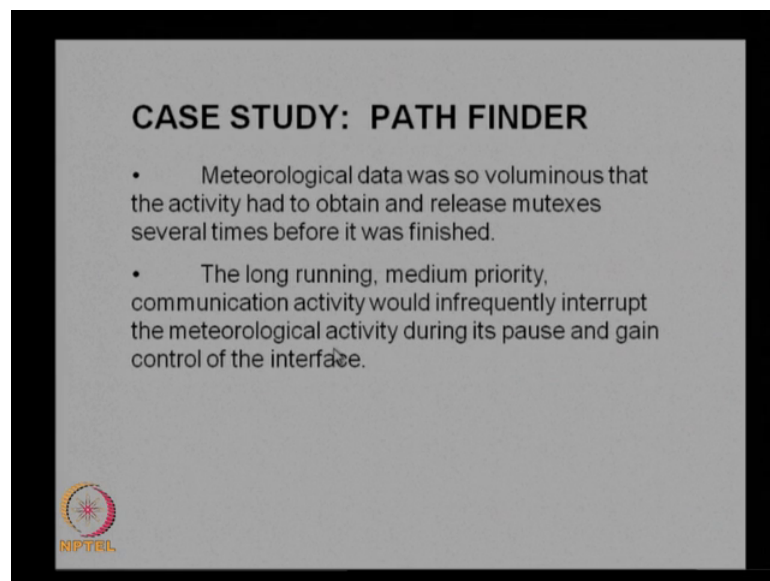 CASE STUDY: PATH FINDER
• Meteorological data was so voluminous that
the activity had to obtain and release mutexes
several times before it was finished.
• The long running, medium priority,
communication activity would infrequently interrupt
the meteorological activity during its pause and gain
control of the interface.
NPTEL